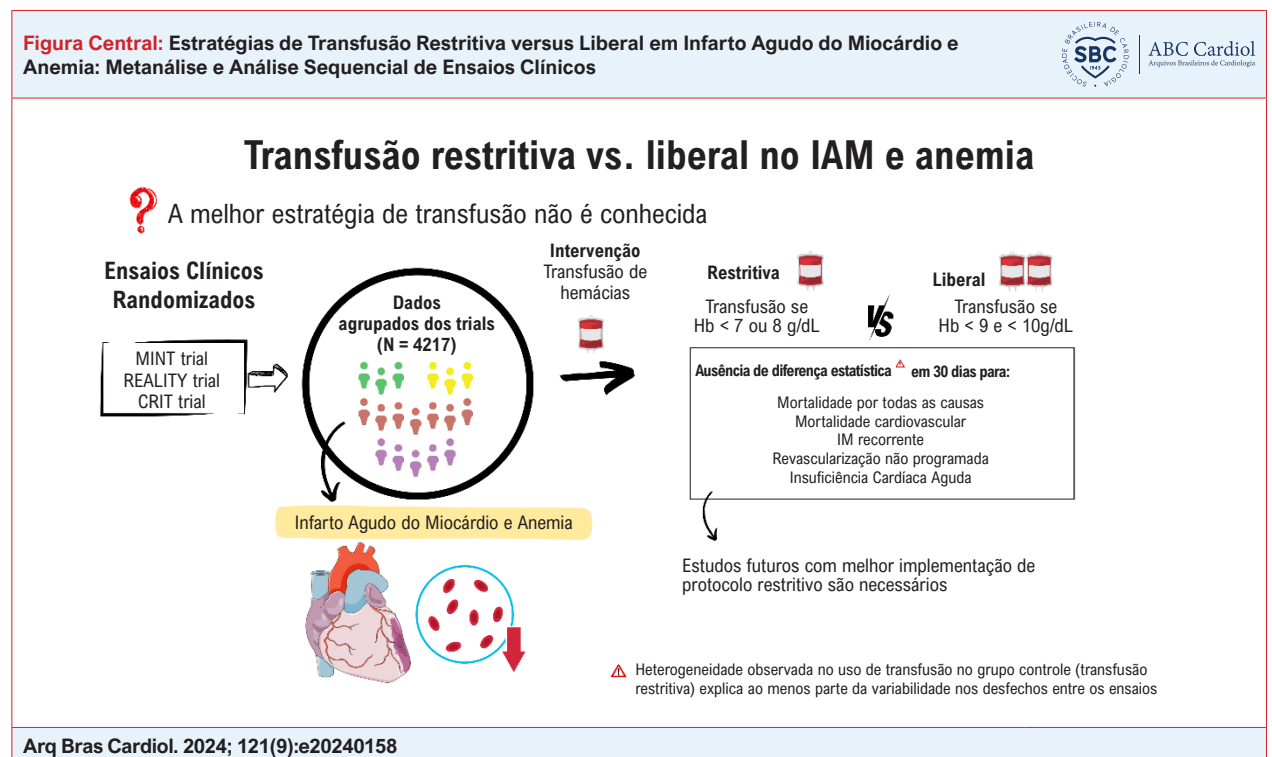 Figura Central: Estratégias de Transfusão Restritiva versus Liberal em Infarto Agudo do Miocárdio e
Anemia: Metanálise e Análise Sequencial de Ensaios Clínicos
SOCIEDADE BRASILEIRA DE CARDIOLOGIA
SBC
1943
ABC Cardiol
Arquivos Brasileiros de Cardiologia
Transfusão restritiva vs. liberal no IAM e anemia
? A melhor estratégia de transfusão não é conhecida
Ensaios Clínicos
Randomizados
MINT trial
REALITY trial
CRIT trial
Dados
agrupados dos trials
(N = 4217)
Infarto Agudo do Miocárdio e Anemia
Intervenção
Transfusão de
hemácias
Restritiva
Transfusão se
Hb < 7 ou 8 g/dL
VS
Liberal
Transfusão se
Hb < 9 e < 10g/dL
Ausência de diferença estatística ⚠ em 30 dias para:
Mortalidade por todas as causas
Mortalidade cardiovascular
IM recorrente
Revascularização não programada
Insuficiência Cardíaca Aguda
Estudos futuros com melhor implementação de
protocolo restritivo são necessários
⚠ Heterogeneidade observada no uso de transfusão no grupo controle (transfusão
restritiva) explica ao menos parte da variabilidade nos desfechos entre os ensaios
Arq Bras Cardiol. 2024; 121(9):e20240158